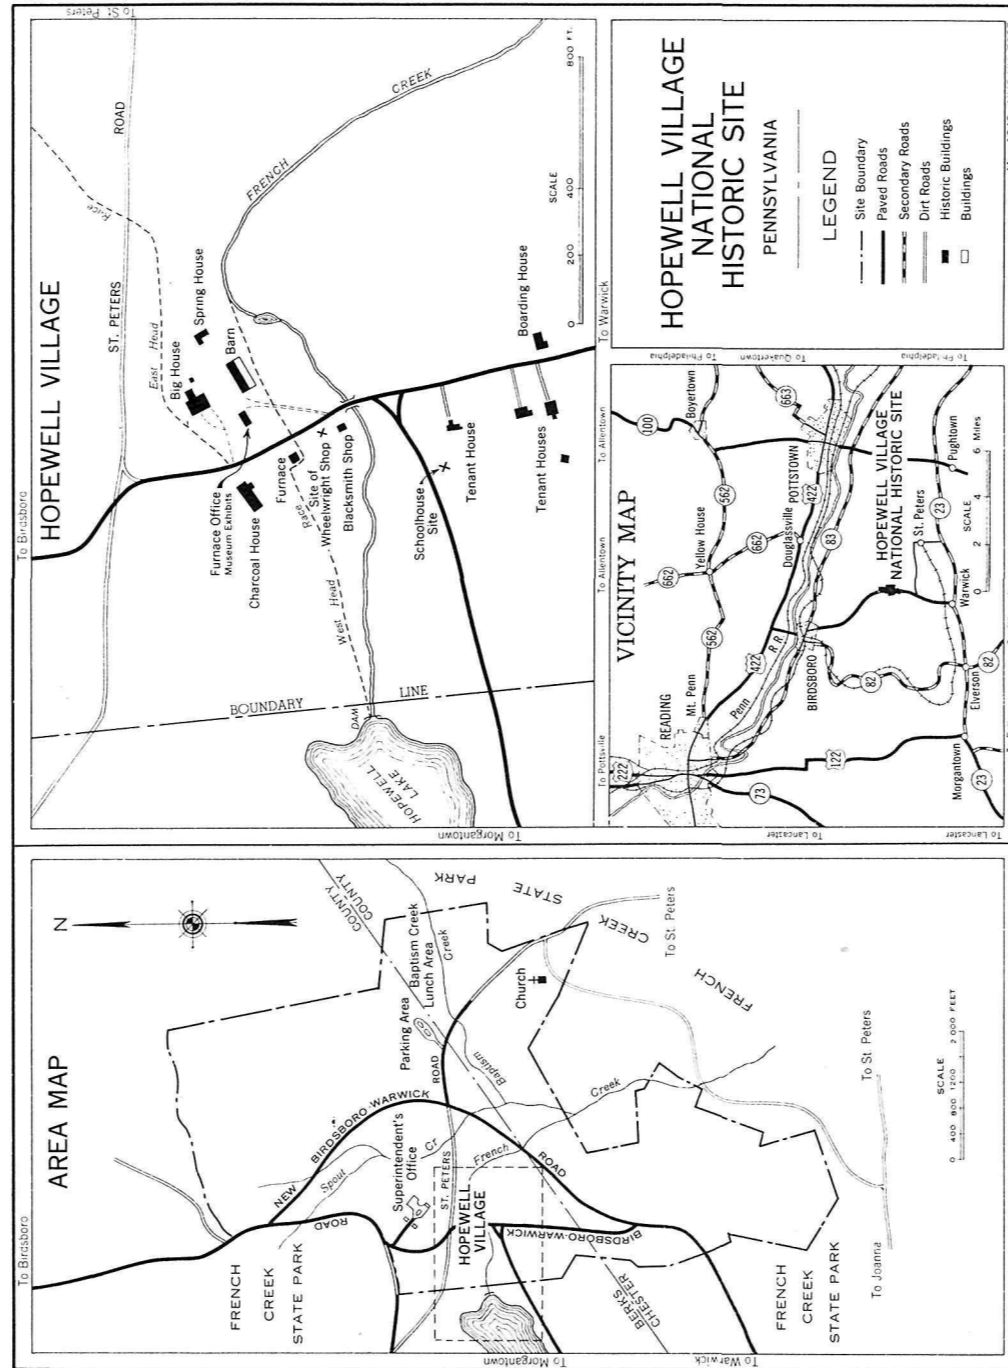 AREA MAP
N
To Birdsboro
FRENCH
CREEK
STATE PARK
NEW
BIRDSBORO-WARWICK
ROAD
ROAD
Spout
Cr
Superintendent's
Office
ST. PETERS
ROAD
Parking Area
Baptism Creek
Lunch Area
Creek
Baptism
COUNTY
COUNTY
BERKS
CHESTER
HOPEWELL
VILLAGE
French
Creek
BIRDSBORO-WARWICK
Church
FRENCH
CREEK
STATE
PARK
To St. Peters
To St. Peters
To Joanna
FRENCH
CREEK
STATE PARK
SCALE
0 400 800 1200 2000 FEET
To Morgantown
To Warwick
HOPEWELL VILLAGE
To Birdsboro
To St Peters
ST. PETERS
ROAD
East Head
Race
Big House
Spring House
Barn
Furnace Office
Museum Exhibits
Charcoal House
Furnace
Site of
Wheelwright Shop
Blacksmith Shop
West Head
Race
FRENCH
CREEK
BOUNDARY
LINE
DAM
HOPEWELL
LAKE
Schoolhouse
Site
Tenant House
Tenant Houses
Boarding House
SCALE
0 200 400 800 FT.
To Morgantown
To Warwick
VICINITY MAP
To Pottsville
To Allentown
To Allentown
To Philadelphia
To Quakertown
To Philadelphia
To Lancaster
To Lancaster
222
READING
Mt. Penn
Penn
R R
73
122
422
562
662
Yellow House
662
562
Boyertown
100
Douglassville
POTTSTOWN
422
663
83
BIRDSBORO
82
HOPEWELL VILLAGE
NATIONAL HISTORIC SITE
St. Peters
Warwick
Pughtown
23
Elverson
82
Morgantown
23
SCALE
0 2 4 6 Miles
HOPEWELL VILLAGE
NATIONAL
HISTORIC SITE
PENNSYLVANIA
LEGEND
Site Boundary
Paved Roads
Secondary Roads
Dirt Roads
Historic Buildings
Buildings